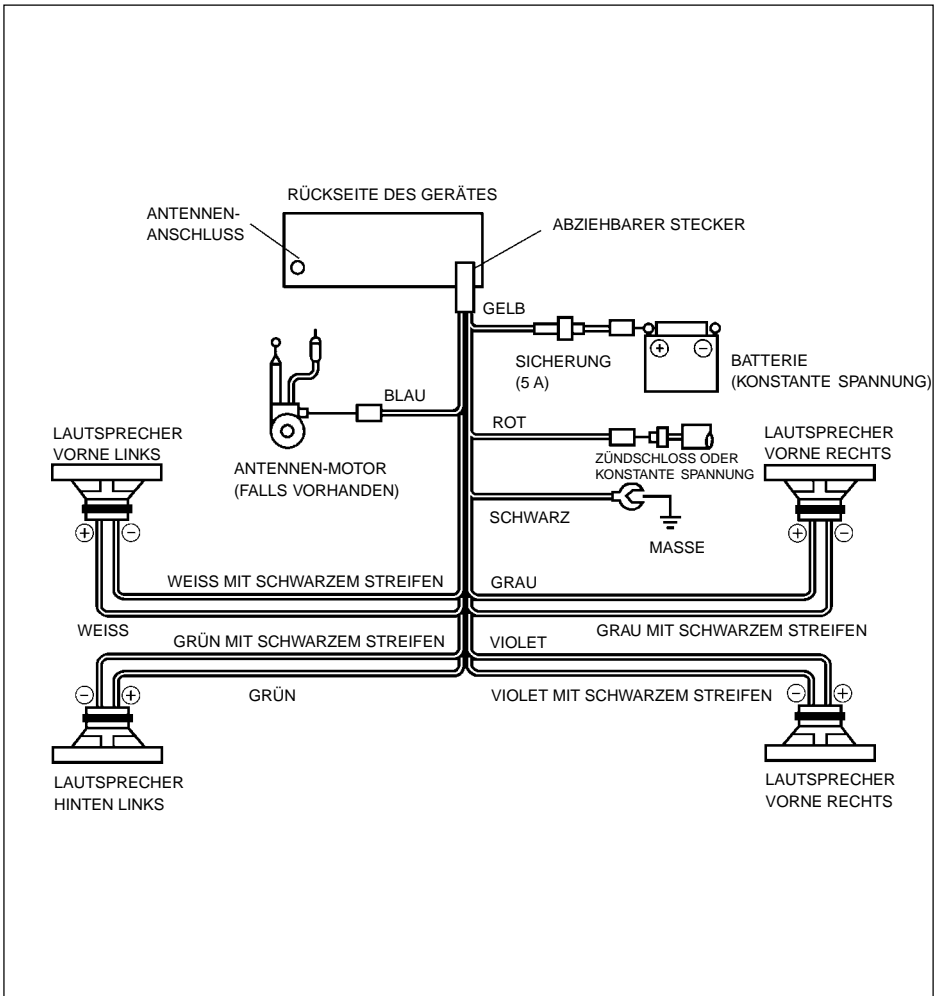 RÜCKSEITE DES GERÄTES
ANTENNEN-
ANSCHLUSS
ABZIEHBARER STECKER
GELB
SICHERUNG
(5 A)
+ −
BATTERIE
(KONSTANTE SPANNUNG)
BLAU
ANTENNEN-MOTOR
(FALLS VORHANDEN)
ROT
ZÜNDSCHLOSS ODER
KONSTANTE SPANNUNG
LAUTSPRECHER
VORNE LINKS
+ −
LAUTSPRECHER
VORNE RECHTS
+ −
SCHWARZ
MASSE
WEISS MIT SCHWARZEM STREIFEN
WEISS
GRAU
GRAU MIT SCHWARZEM STREIFEN
GRÜN MIT SCHWARZEM STREIFEN
GRÜN
VIOLET
VIOLET MIT SCHWARZEM STREIFEN
− +
LAUTSPRECHER
HINTEN LINKS
− +
LAUTSPRECHER
VORNE RECHTS